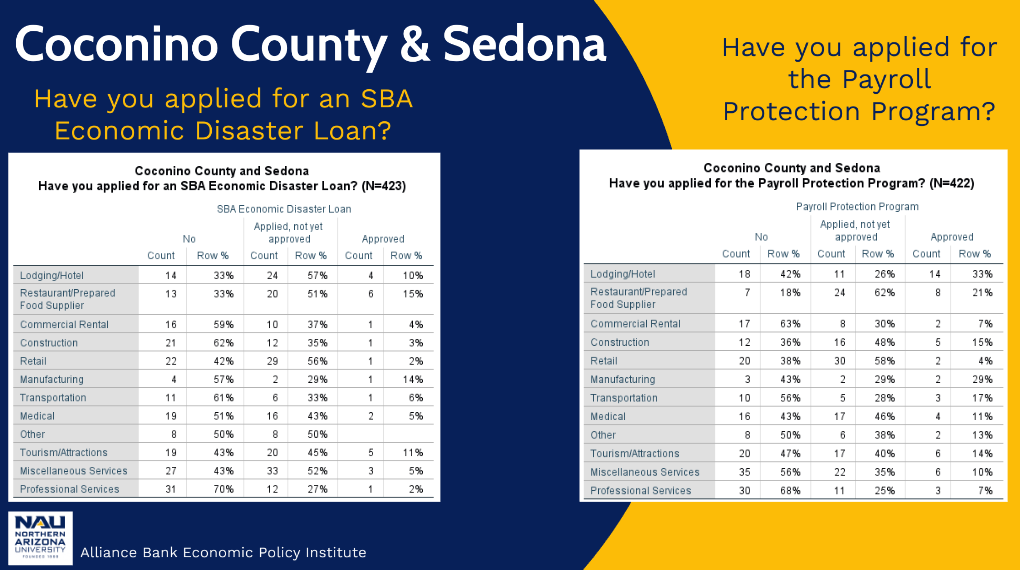 Coconino County & Sedona
Have you applied for an SBA
Economic Disaster Loan?
Coconino County and Sedona
Have you applied for an SBA Economic Disaster Loan? (N=423)
SBA Economic Disaster Loan
No Applied, not yet approved Approved
Count Row % Count Row % Count Row %
Lodging/Hotel 14 33% 24 57% 4 10%
Restaurant/Prepared Food Supplier 13 33% 20 51% 6 15%
Commercial Rental 16 59% 10 37% 1 4%
Construction 21 62% 12 35% 1 3%
Retail 22 42% 29 56% 1 2%
Manufacturing 4 57% 2 29% 1 14%
Transportation 11 61% 6 33% 1 6%
Medical 19 51% 16 43% 2 5%
Other 8 50% 8 50%
Tourism/Attractions 19 43% 20 45% 5 11%
Miscellaneous Services 27 43% 33 52% 3 5%
Professional Services 31 70% 12 27% 1 2%
Have you applied for
the Payroll
Protection Program?
Coconino County and Sedona
Have you applied for the Payroll Protection Program? (N=422)
Payroll Protection Program
No Applied, not yet approved Approved
Count Row % Count Row % Count Row %
Lodging/Hotel 18 42% 11 26% 14 33%
Restaurant/Prepared Food Supplier 7 18% 24 62% 8 21%
Commercial Rental 17 63% 8 30% 2 7%
Construction 12 36% 16 48% 5 15%
Retail 20 38% 30 58% 2 4%
Manufacturing 3 43% 2 29% 2 29%
Transportation 10 56% 5 28% 3 17%
Medical 16 43% 17 46% 4 11%
Other 8 50% 6 38% 2 13%
Tourism/Attractions 20 47% 17 40% 6 14%
Miscellaneous Services 35 56% 22 35% 6 10%
Professional Services 30 68% 11 25% 3 7%
NAU
NORTHERN
ARIZONA
UNIVERSITY
FOUNDED 1899
Alliance Bank Economic Policy Institute